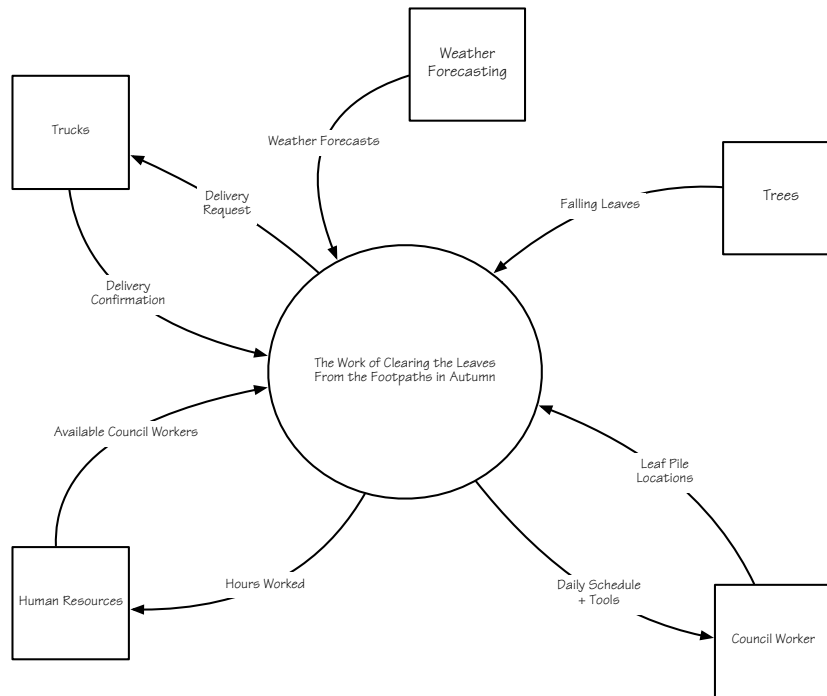 Weather
Forecasting
Trucks
Weather Forecasts
Delivery
Request
Falling Leaves
Trees
Delivery
Confirmation
The Work of Clearing the Leaves
From the Footpaths in Autumn
Available Council Workers
Leaf Pile
Locations
Human Resources
Hours Worked
Daily Schedule
+ Tools
Council Worker